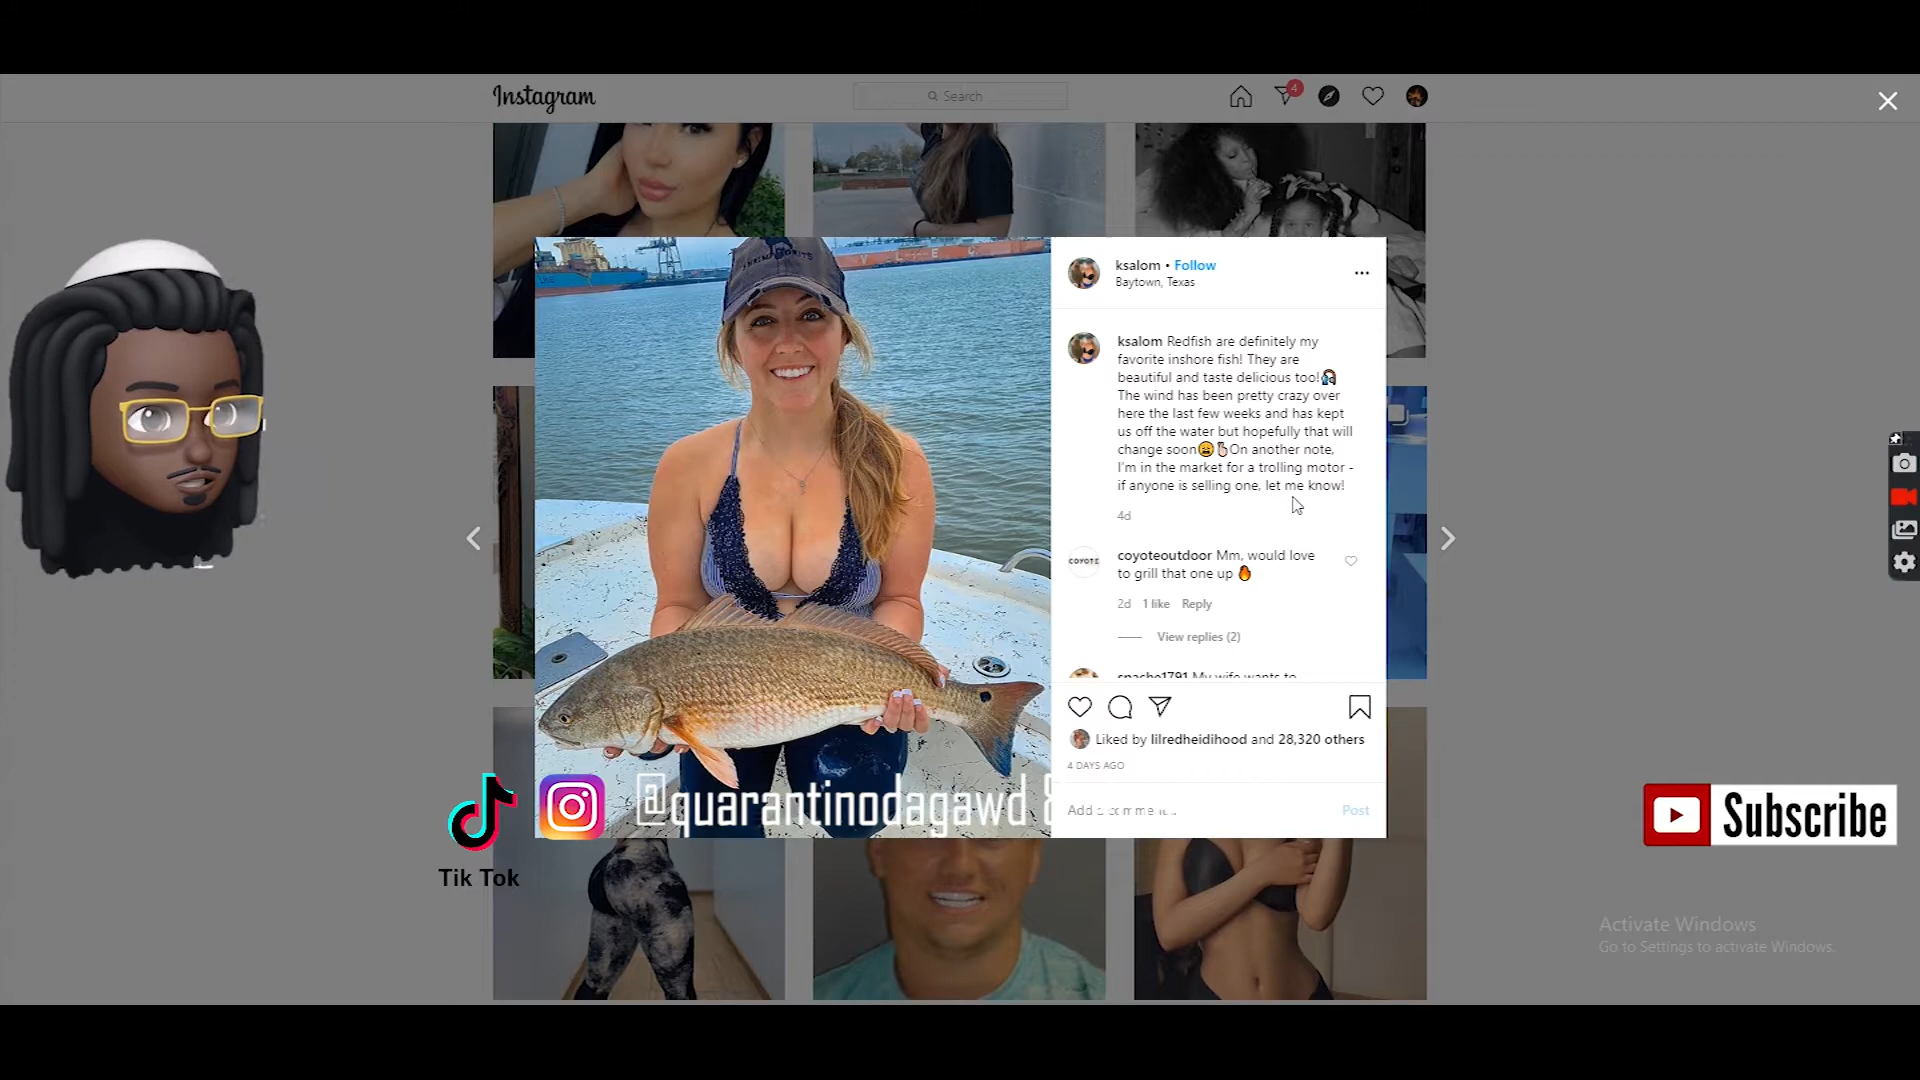 Instagram
Search
4
ksalom • Follow
Baytown, Texas
ksalom Redfish are definitely my
favorite inshore fish! They are
beautiful and taste delicious too!
The wind has been pretty crazy over
here the last few weeks and has kept
us off the water but hopefully that will
change soon😩 On another note,
I'm in the market for a trolling motor -
if anyone is selling one, let me know!
4d
COYOTE
coyoteoutdoor Mm, would love
to grill that one up 🔥
2d 1 like Reply
View replies (2)
My wife wants to
Liked by lilredheidihood and 28,320 others
4 DAYS AGO
Post
@quarantinodagawd &
Tik Tok
Subscribe
Activate Windows
Go to Settings to activate Windows.